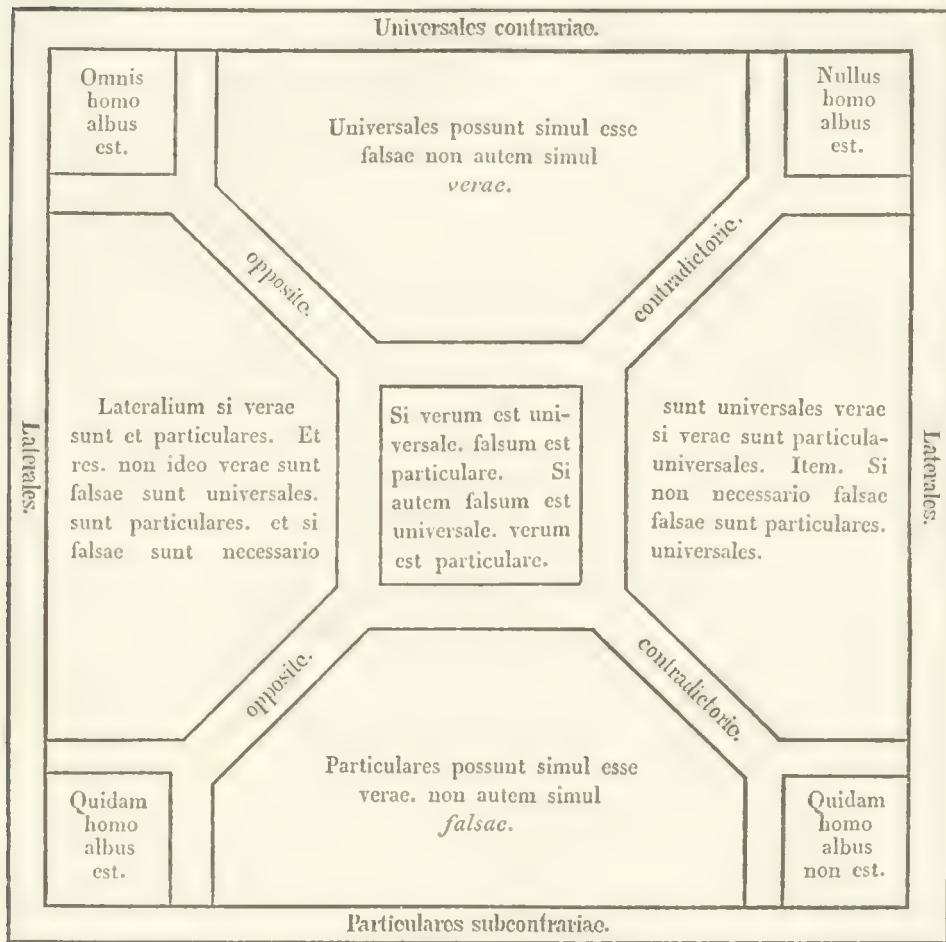 Universales contrariae.
Omnis
homo
albus
est.
Universales possunt simul esse
falsae non autem simul
verae.
Nullus
homo
albus
est.
opposite.
contradictorie.
Laterales.
Lateralium si verae
sunt et particulares. Et
res. non ideo verae sunt
falsae sunt universales.
sunt particulares. et si
falsae sunt necessario
Si verum est uni-
versale. falsum est
particulare. Si
autem falsum est
universale. verum
est particulare.
sunt universales verae
si verae sunt particula-
universales. Item. Si
non necessario falsae
falsae sunt particulares.
universales.
Laterales.
opposite.
contradictorie.
Quidam
homo
albus
est.
Particulares possunt simul esse
verae. non autem simul
falsae.
Quidam
homo
albus
non est.
Particulares subcontrariae.